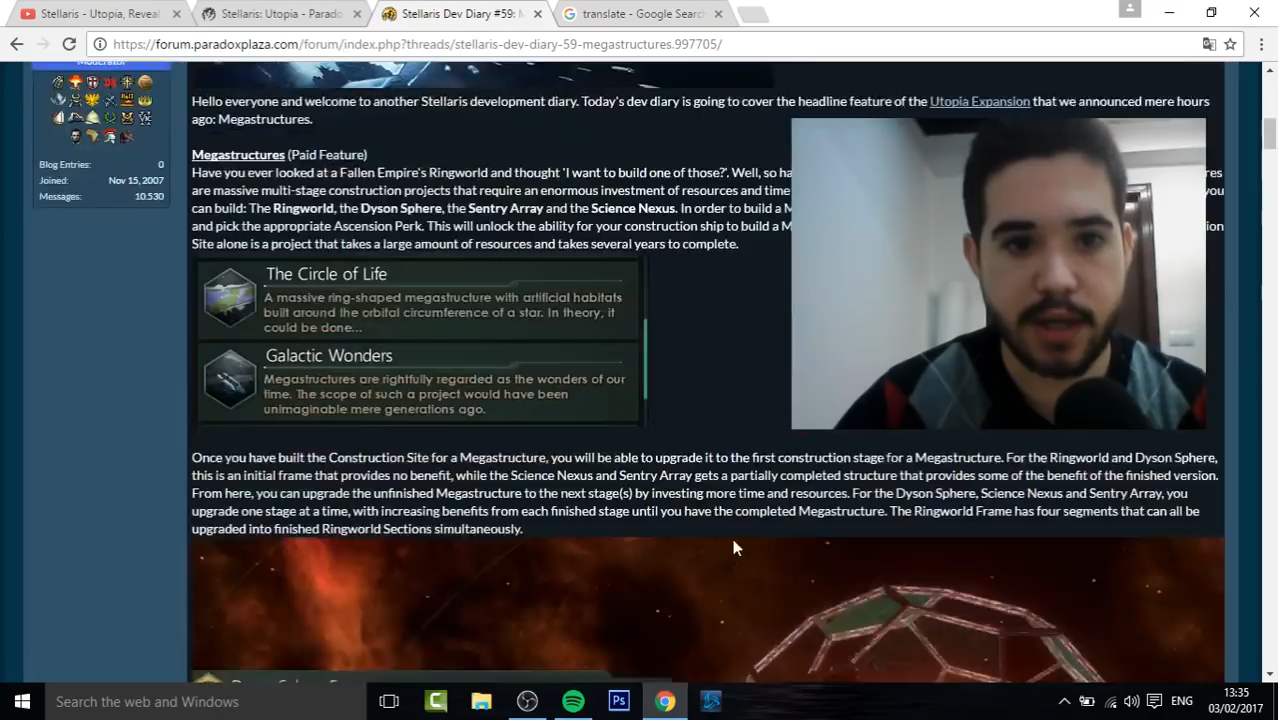 Stellaris - Utopia, Reveal
Stellaris: Utopia - Parado
Stellaris Dev Diary #59: M
translate - Google Search
https://forum.paradoxplaza.com/forum/index.php?threads/stellaris-dev-diary-59-megastructures.997705/
Moderator
Hello everyone and welcome to another Stellaris development diary. Today's dev diary is going to cover the headline feature of the Utopia Expansion that we announced mere hours
ago: Megastructures.
Blog Entries: 0
Joined: Nov 15, 2007
Messages: 10.530
Megastructures (Paid Feature)
Have you ever looked at a Fallen Empire's Ringworld and thought 'I want to build one of those?'. Well, so ha
are massive multi-stage construction projects that require an enormous investment of resources and time you
can build: The Ringworld, the Dyson Sphere, the Sentry Array and the Science Nexus. In order to build a M
and pick the appropriate Ascension Perk. This will unlock the ability for your construction ship to build a M
Site alone is a project that takes a large amount of resources and takes several years to complete.
The Circle of Life
A massive ring-shaped megastructure with artificial habitats
built around the orbital circumference of a star. In theory, it
could be done...
Galactic Wonders
Megastructures are rightfully regarded as the wonders of our
time. The scope of such a project would have been
unimaginable mere generations ago.
Once you have built the Construction Site for a Megastructure, you will be able to upgrade it to the first construction stage for a Megastructure. For the Ringworld and Dyson Sphere,
this is an initial frame that provides no benefit, while the Science Nexus and Sentry Array gets a partially completed structure that provides some of the benefit of the finished version.
From here, you can upgrade the unfinished Megastructure to the next stage(s) by investing more time and resources. For the Dyson Sphere, Science Nexus and Sentry Array, you
upgrade one stage at a time, with increasing benefits from each finished stage until you have the completed Megastructure. The Ringworld Frame has four segments that can all be
upgraded into finished Ringworld Sections simultaneously.
Search the web and Windows
Ps
ENG
13:35
03/02/2017